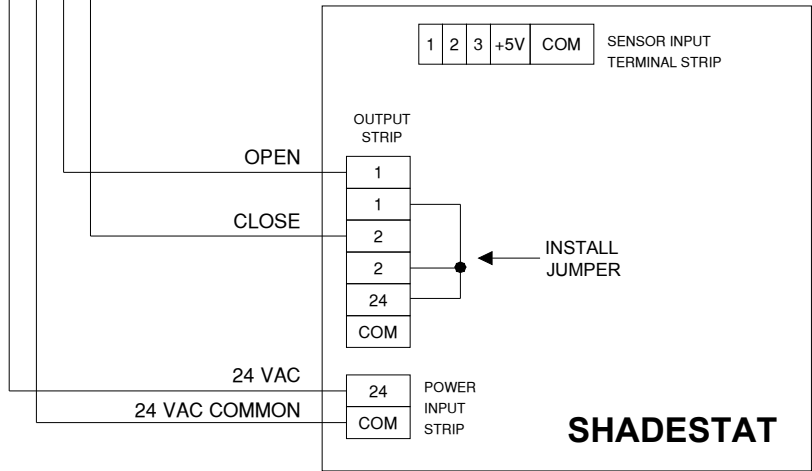 1 2 3 +5V COM
SENSOR INPUT
TERMINAL STRIP
OUTPUT
STRIP
OPEN
1
1
CLOSE
2
2
24
COM
INSTALL
JUMPER
24 VAC
24
24 VAC COMMON
COM
POWER
INPUT
STRIP
SHADESTAT